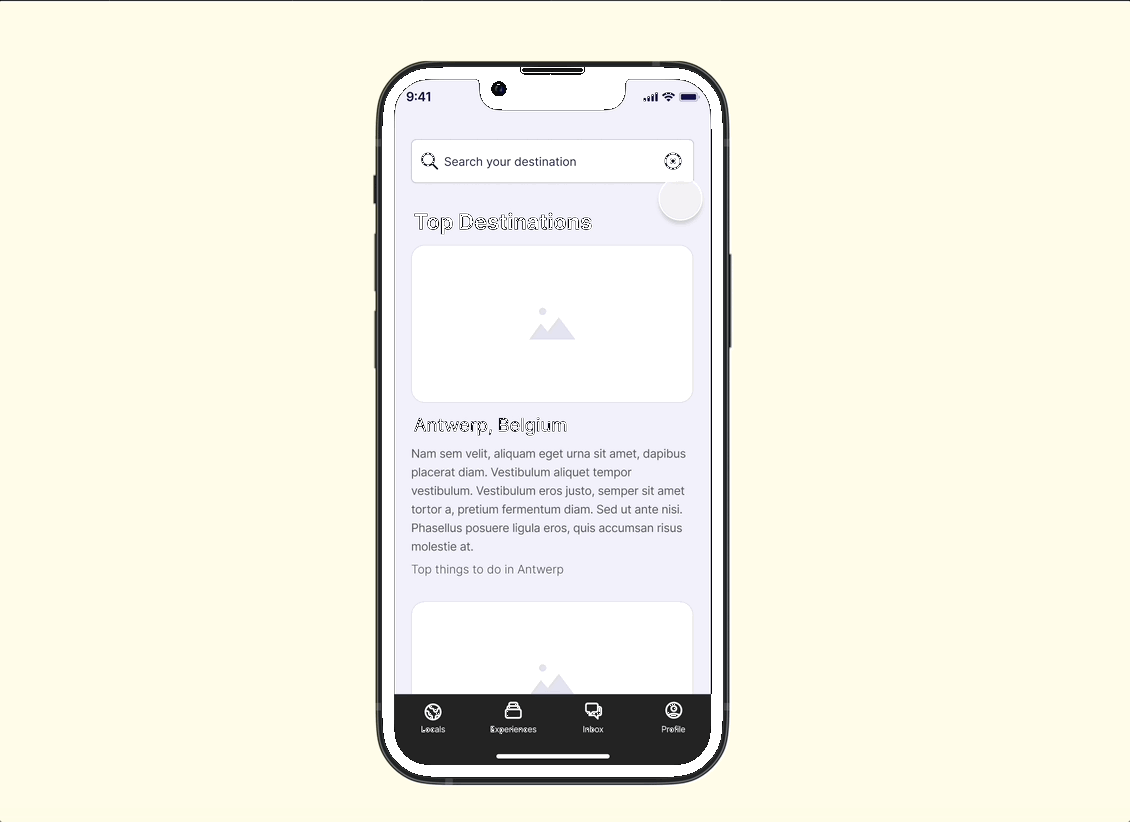 9:41
Search your destination
Top Destinations
Antwerp, Belgium
Nam sem velit, aliquam eget urna sit amet, dapibus
placerat diam. Vestibulum aliquet tempor
vestibulum. Vestibulum eros justo, semper sit amet
tortor a, pretium fermentum diam. Sed ut ante nisi.
Phasellus posuere ligula eros, quis accumsan risus
molestie at.
Top things to do in Antwerp
Locals Experiences Inbox Profile